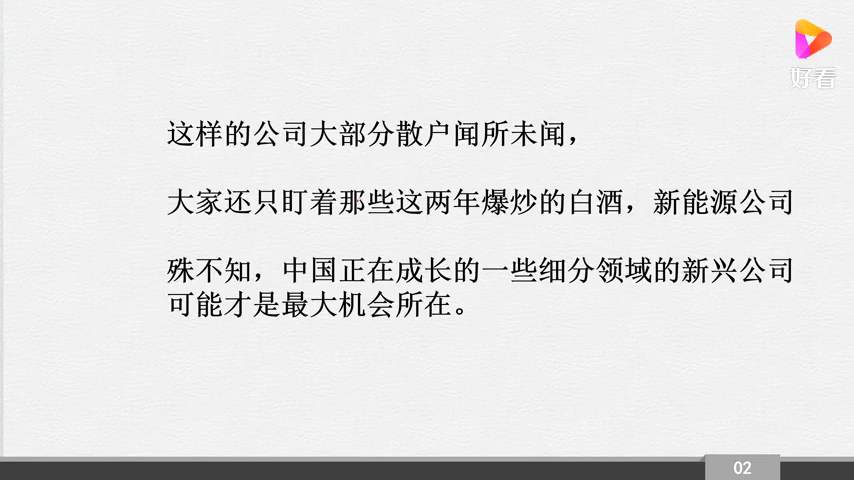 好看
这样的公司大部分散户闻所未闻，
大家还只盯着那些这两年爆炒的白酒，新能源公司
殊不知，中国正在成长的一些细分领域的新兴公司
可能才是最大机会所在。
02